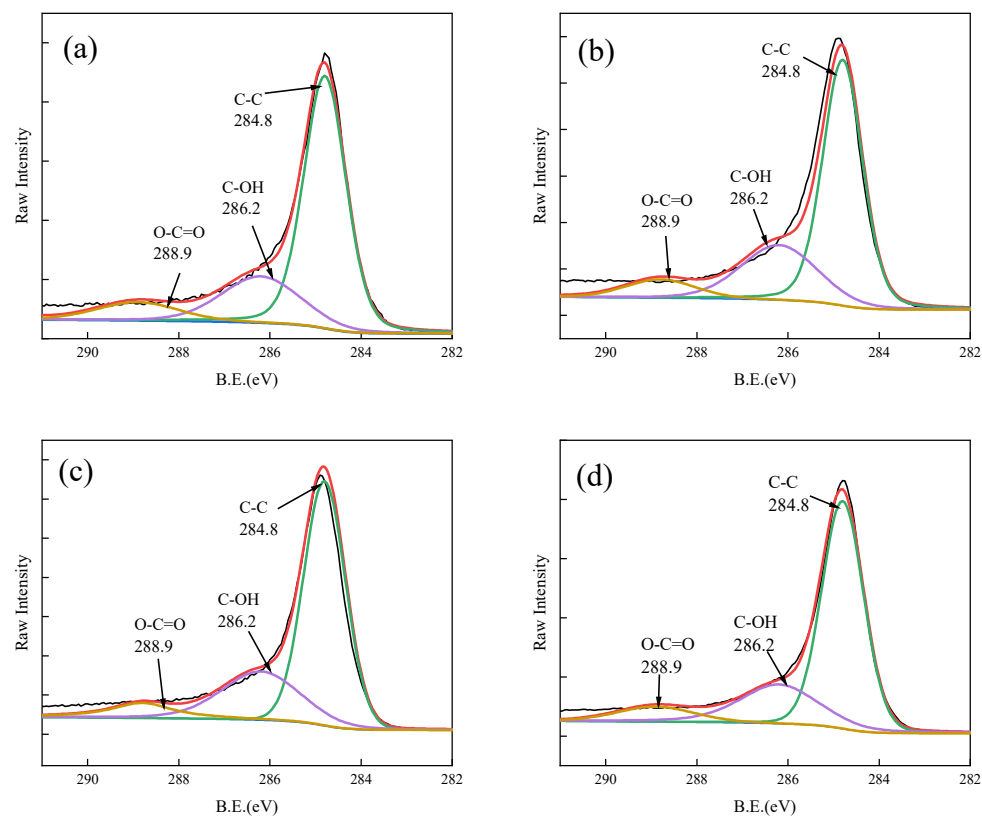 (a)
C-C
284.8
C-OH
286.2
O-C=O
288.9
Raw Intensity
290
288
286
284
282
B.E.(eV)
(b)
C-C
284.8
C-OH
286.2
O-C=O
288.9
Raw Intensity
290
288
286
284
282
B.E.(eV)
(c)
C-C
284.8
C-OH
286.2
O-C=O
288.9
Raw Intensity
290
288
286
284
282
B.E.(eV)
(d)
C-C
284.8
C-OH
286.2
O-C=O
288.9
Raw Intensity
290
288
286
284
282
B.E.(eV)